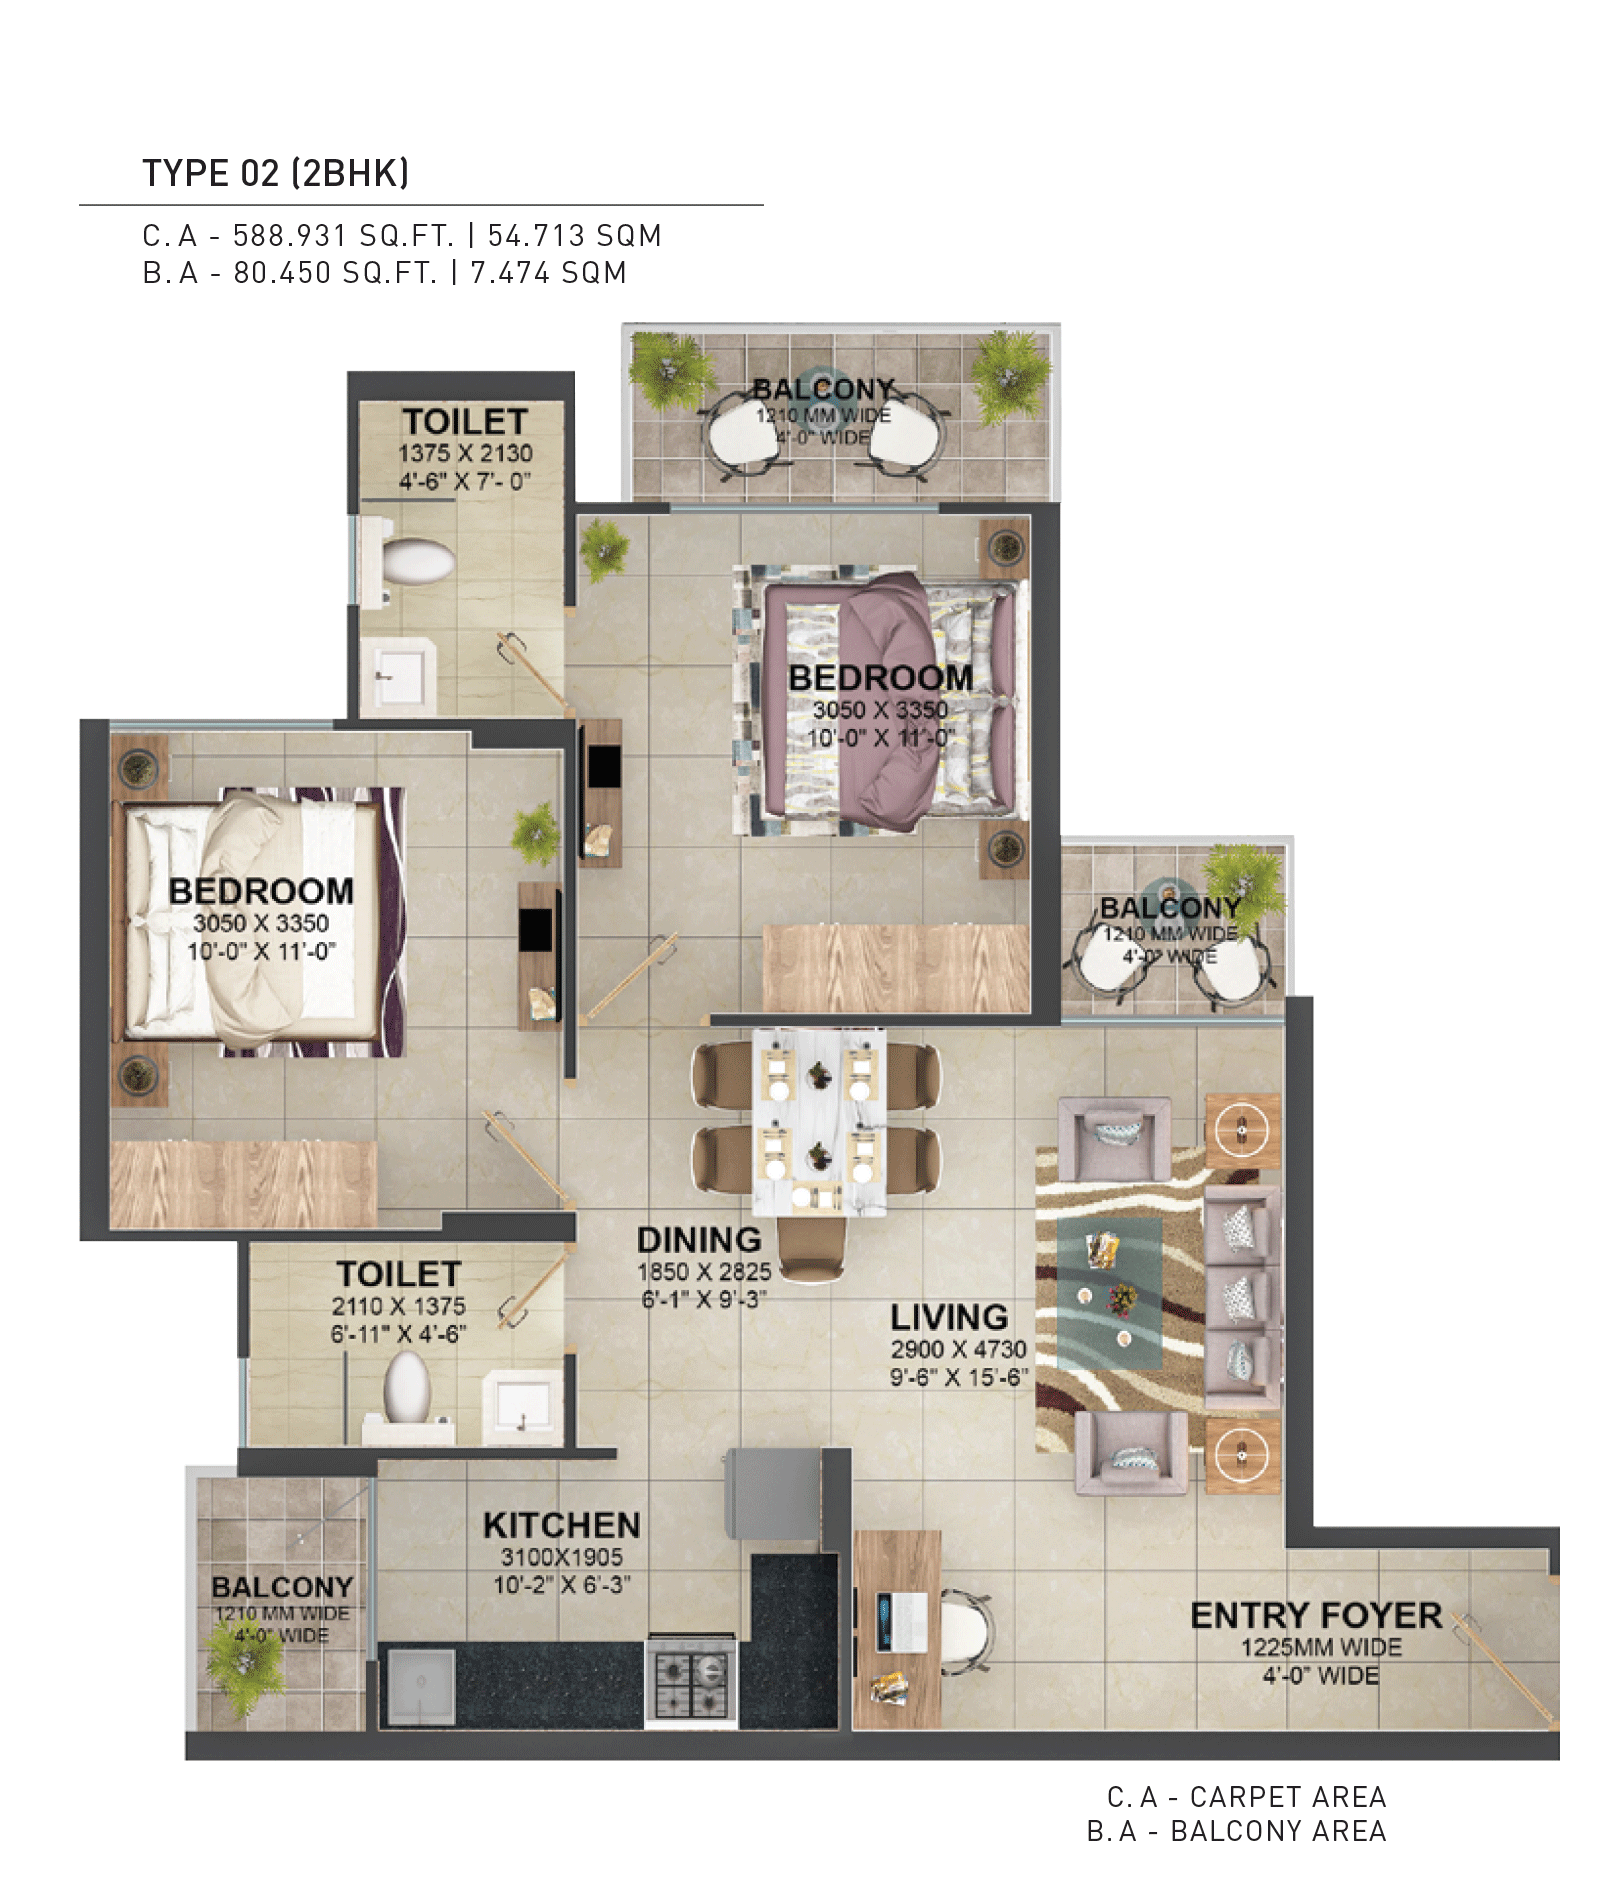 TYPE 02 (2BHK)
C.A - 588.931 SQ.FT. | 54.713 SQM
B.A - 80.450 SQ.FT. | 7.474 SQM
BALCONY
1210 MM WIDE
4'-0" WIDE
TOILET
1375 X 2130
4'-6" X 7'- 0"
BEDROOM
3050 X 3350
10'-0" X 11'-0"
BEDROOM
3050 X 3350
10'-0" X 11'-0"
BALCONY
1210 MM WIDE
4'-0" WIDE
DINING
1850 X 2825
6'-1" X 9'-3"
TOILET
2110 X 1375
6'-11" X 4'-6"
LIVING
2900 X 4730
9'-6" X 15'-6"
KITCHEN
3100X1905
10'-2" X 6'-3"
BALCONY
1210 MM WIDE
4'-0" WIDE
ENTRY FOYER
1225MM WIDE
4'-0" WIDE
C.A - CARPET AREA
B.A - BALCONY AREA